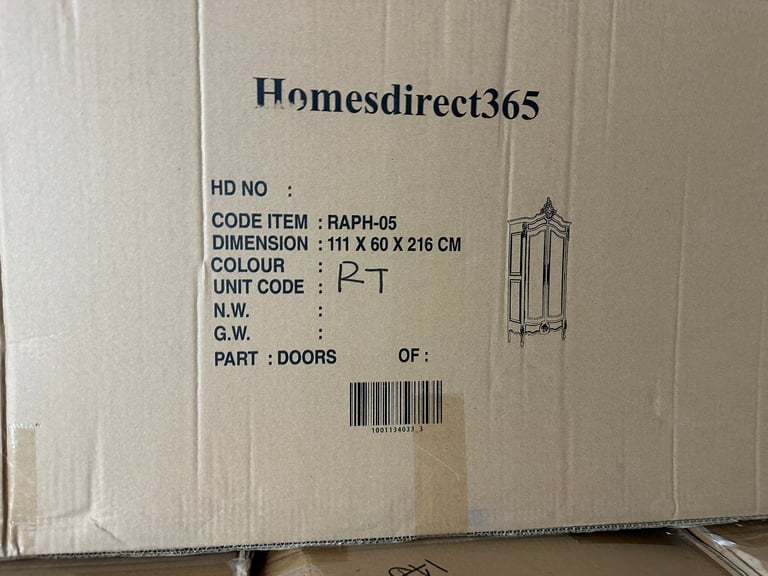 Homesdirect365
HD NO :
CODE ITEM : RAPH-05
DIMENSION : 111 X 60 X 216 CM
COLOUR :
UNIT CODE : RT
N.W. :
G.W. :
PART : DOORS OF :
1001134033_3